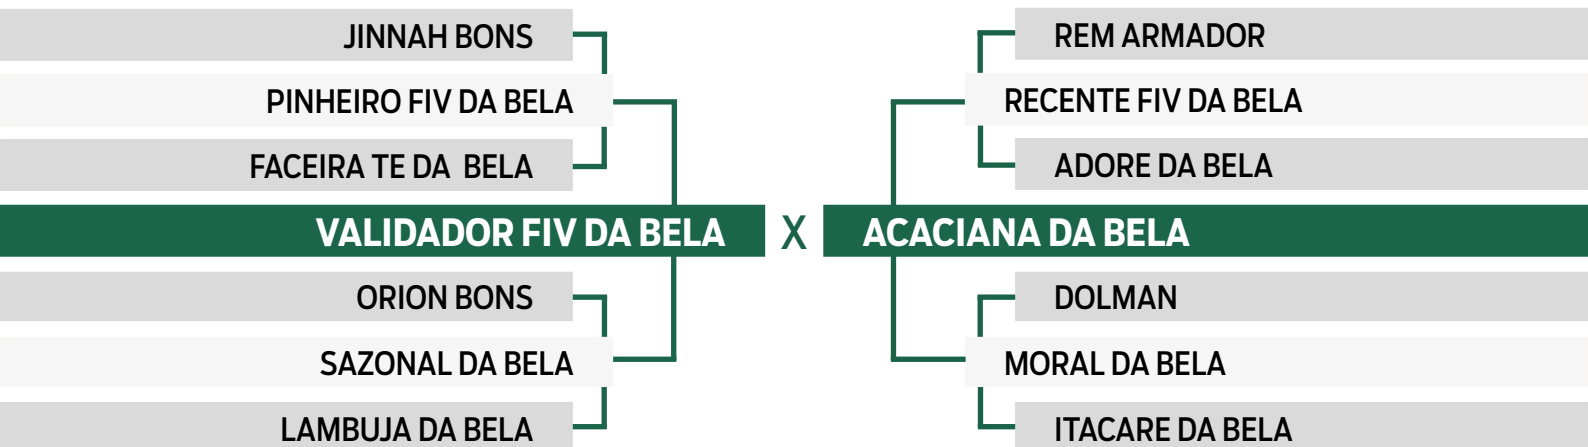 JINNAH BONS
PINHEIRO FIV DA BELA
FACEIRA TE DA BELA
VALIDADOR FIV DA BELA
ORION BONS
SAZONAL DA BELA
LAMBUJA DA BELA
X
REM ARMADOR
RECENTE FIV DA BELA
ADORE DA BELA
ACACIANA DA BELA
DOLMAN
MORAL DA BELA
ITACARE DA BELA